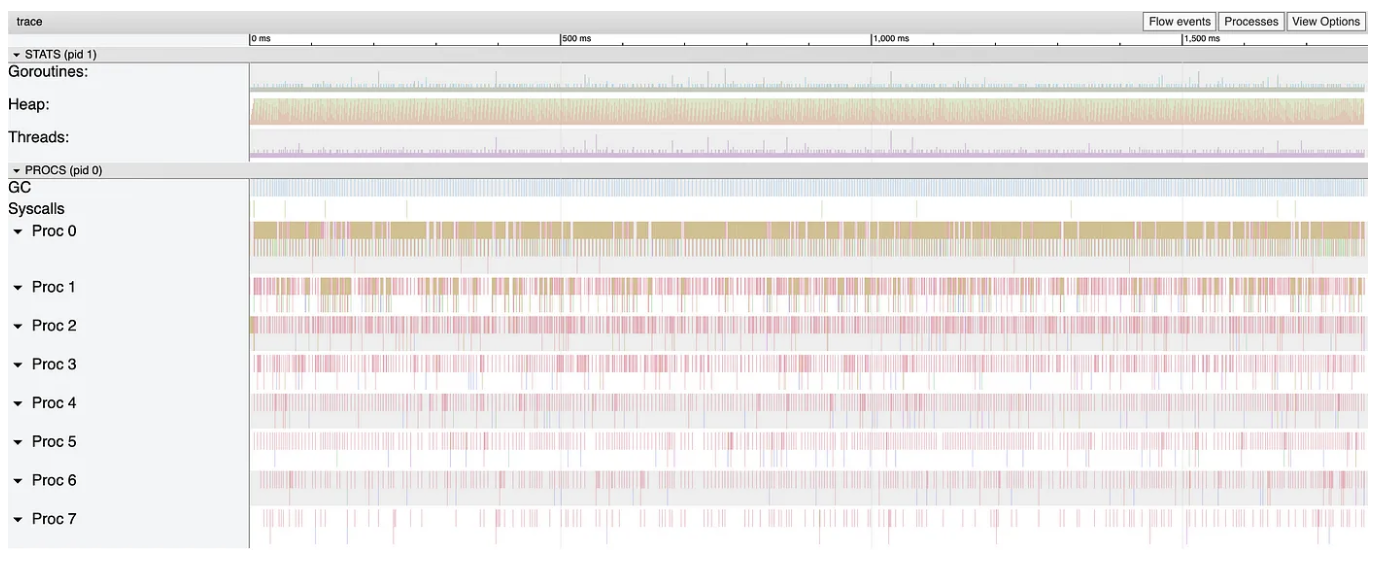 trace
Flow events Processes View Options
0 ms 500 ms 1,000 ms 1,500 ms
STATS (pid 1)
Goroutines:
Heap:
Threads:
PROCS (pid 0)
GC
Syscalls
Proc 0
Proc 1
Proc 2
Proc 3
Proc 4
Proc 5
Proc 6
Proc 7